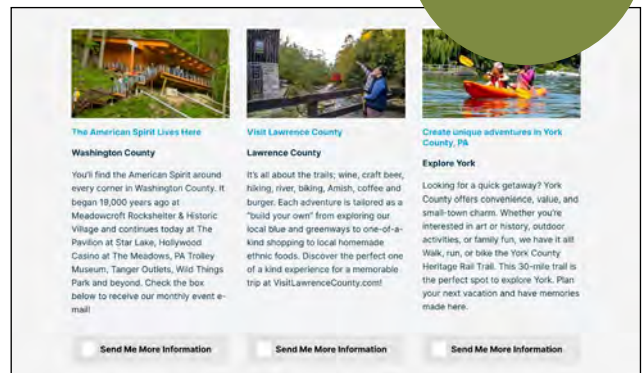 The American Spirit Lives Here
Washington County
You'll find the American Spirit around
every corner in Washington County. It
began 19,000 years ago at
Meadowcroft Rockshelter & Historic
Village and continues today at The
Pavilion at Star Lake, Hollywood
Casino at The Meadows, PA Trolley
Museum, Tanger Outlets, Wild Things
Park and beyond. Check the box
below to receive our monthly event e-
mail!
Send Me More Information
Visit Lawrence County
Lawrence County
It's all about the trails; wine, craft beer,
hiking, river, biking, Amish, coffee and
burger. Each adventure is tailored as a
"build your own" from exploring our
local blue and greenways to one-of-a-
kind shopping to local homemade
ethnic foods. Discover the perfect one
of a kind experience for a memorable
trip at VisitLawrenceCounty.com!
Send Me More Information
Create unique adventures in York
County, PA
Explore York
Looking for a quick getaway? York
County offers convenience, value, and
small-town charm. Whether you're
interested in art or history, outdoor
activities, or family fun, we have it all!
Walk, run, or bike the York County
Heritage Rail Trail. This 30-mile trail is
the perfect spot to explore York. Plan
your next vacation and have memories
made here.
Send Me More Information